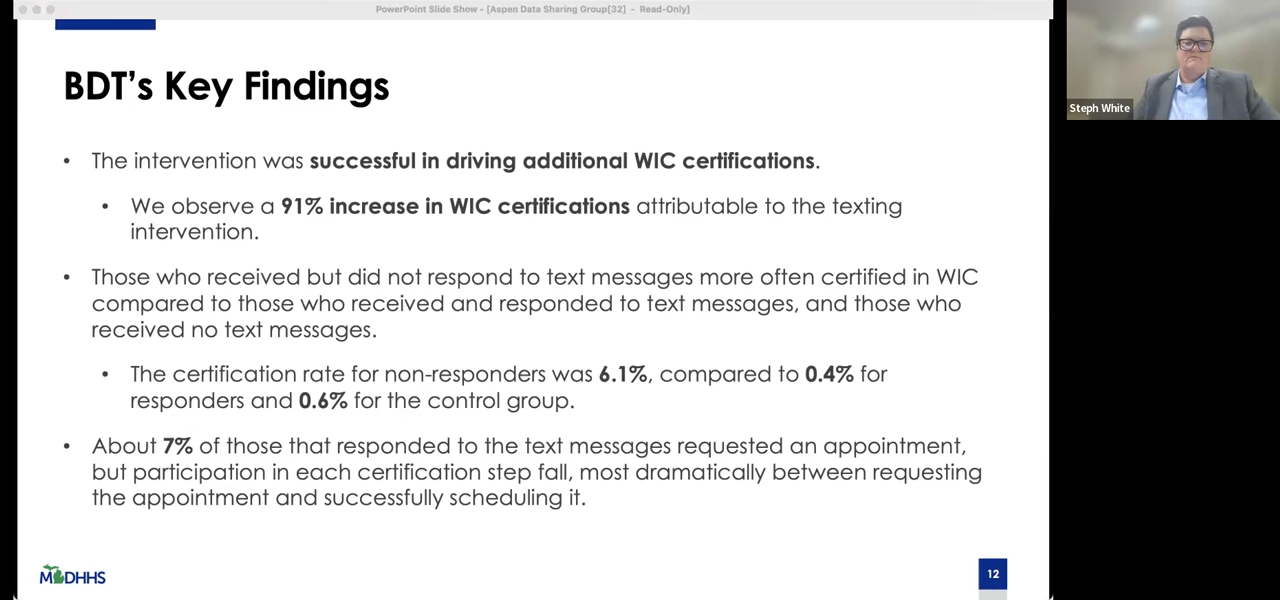 PowerPoint Slide Show - [Aspen Data Sharing Group[32] - Read-Only]
BDT's Key Findings
• The intervention was successful in driving additional WIC certifications.
• We observe a 91% increase in WIC certifications attributable to the texting
intervention.
• Those who received but did not respond to text messages more often certified in WIC
compared to those who received and responded to text messages, and those who
received no text messages.
• The certification rate for non-responders was 6.1%, compared to 0.4% for
responders and 0.6% for the control group.
• About 7% of those that responded to the text messages requested an appointment,
but participation in each certification step fall, most dramatically between requesting
the appointment and successfully scheduling it.
MDHHS
12
Steph White